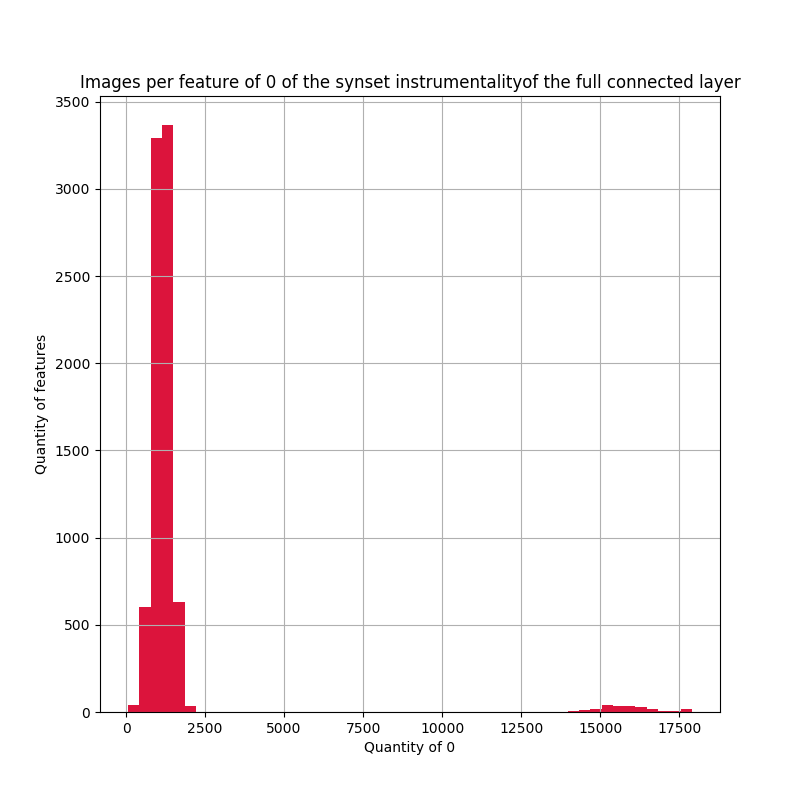 Images per feature of 0 of the synset instrumentalityof the full connected layer
3500
3000
2500
2000
1500
1000
500
0
Quantity of features
0 2500 5000 7500 10000 12500 15000 17500
Quantity of 0